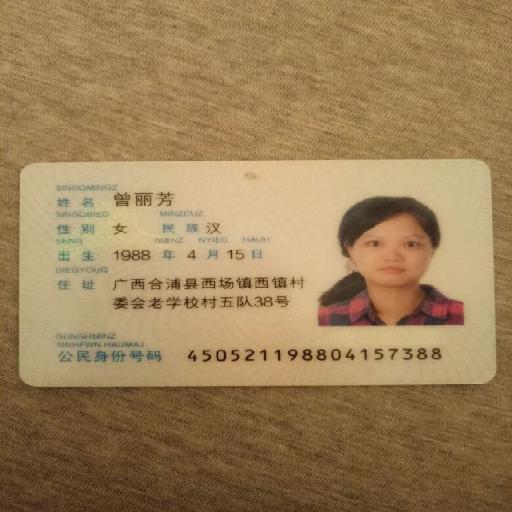 SINGQMINGZ
姓名 曾丽芳
SINGQBIED MINZCUZ
性别 女 民族 汉
SENG NIENZ NYIED HAUH
出生 1988 年 4 月 15 日
DIEGYOUQ
住址 广西合浦县西场镇西镇村
委会老学校村五队38号
GUNGHMINZ
SINHFWN HAUMAJ
公民身份号码 450521198804157388